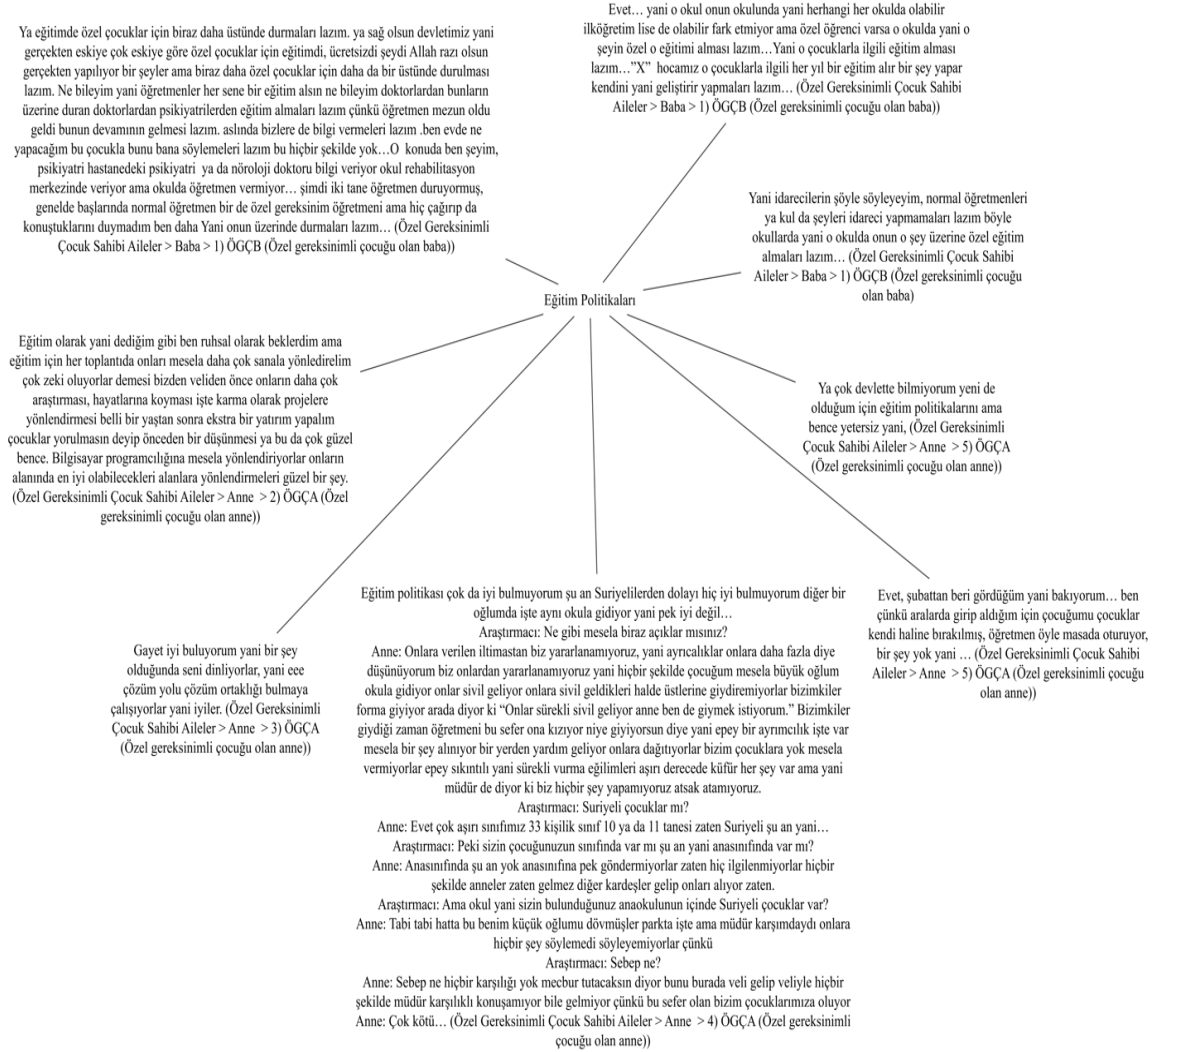 Ya eğitimde özel çocuklar için biraz daha üstünde durmaları lazım. ya sağ olsun devletimiz yani
gerçekten eskiye çok eskiye göre özel çocuklar için eğitimdi, ücretsizdi şeydi Allah razı olsun
gerçekten yapılıyor bir şeyler ama biraz daha özel çocuklar için daha da bir üstünde durulması
lazım. Ne bileyim yani öğretmenler her sene bir eğitim alsın ne bileyim doktorlardan bunların
üzerine duran doktorlardan psikiyatrilerden eğitim almaları lazım çünkü öğretmen mezun oldu
geldi bunun devamının gelmesi lazım. aslında bizlere de bilgi vermeleri lazım .ben evde ne
yapacağım bu çocukla bunu bana söylemeleri lazım bu hiçbir şekilde yok…O konuda ben şeyim,
psikiyatri hastanedeki psikiyatri ya da nöroloji doktoru bilgi veriyor okul rehabilitasyon
merkezinde veriyor ama okulda öğretmen vermiyor… şimdi iki tane öğretmen duruyormuş,
genelde başlarında normal öğretmen bir de özel gereksinim öğretmeni ama hiç çağırıp da
konuştuklarını duymadım ben daha Yani onun üzerinde durmaları lazım… (Özel Gereksinimli
Çocuk Sahibi Aileler > Baba > 1) ÖGÇB (Özel gereksinimli çocuğu olan baba))
Evet… yani o okul onun okulunda yani herhangi her okulda olabilir
ilköğretim lise de olabilir fark etmiyor ama özel öğrenci varsa o okulda yani o
şeyin özel o eğitimi alması lazım…Yani o çocuklarla ilgili eğitim alması
lazım…”X” hocamız o çocuklarla ilgili her yıl bir eğitim alır bir şey yapar
kendini yani geliştirir yapmaları lazım… (Özel Gereksinimli Çocuk Sahibi
Aileler > Baba > 1) ÖGÇB (Özel gereksinimli çocuğu olan baba))
Yani idarecilerin şöyle söyleyeyim, normal öğretmenleri
ya kul da şeyleri idareci yapmamaları lazım böyle
okullarda yani o okulda onun o şey üzerine özel eğitim
almaları lazım… (Özel Gereksinimli Çocuk Sahibi
Aileler > Baba > 1) ÖGÇB (Özel gereksinimli çocuğu
olan baba)
Eğitim Politikaları
Eğitim olarak yani dediğim gibi ben ruhsal olarak beklerdim ama
eğitim için her toplantıda onları mesela daha çok sanala yönledirelim
çok zeki oluyorlar demesi bizden veliden önce onların daha çok
araştırması, hayatlarına koyması işte karma olarak projelere
yönlendirmesi belli bir yaştan sonra ekstra bir yatırım yapalım
çocuklar yorulmasın deyip önceden bir düşünmesi ya bu da çok güzel
bence. Bilgisayar programcılığına mesela yönlendiriyorlar onların
alanında en iyi olabilecekleri alanlara yönlendirmeleri güzel bir şey.
(Özel Gereksinimli Çocuk Sahibi Aileler > Anne > 2) ÖGÇA (Özel
gereksinimli çocuğu olan anne))
Ya çok devlette bilmiyorum yeni de
olduğum için eğitim politikalarını ama
bence yetersiz yani, (Özel Gereksinimli
Çocuk Sahibi Aileler > Anne > 5) ÖGÇA
(Özel gereksinimli çocuğu olan anne))
Gayet iyi buluyorum yani bir şey
olduğunda seni dinliyorlar, yani eee
çözüm yolu çözüm ortaklığı bulmaya
çalışıyorlar yani iyiler. (Özel Gereksinimli
Çocuk Sahibi Aileler > Anne > 3) ÖGÇA
(Özel gereksinimli çocuğu olan anne))
Eğitim politikası çok da iyi bulmuyorum şu an Suriyelilerden dolayı hiç iyi bulmuyorum diğer bir
oğlumda işte aynı okula gidiyor yani pek iyi değil…
Araştırmacı: Ne gibi mesela biraz açıklar mısınız?
Anne: Onlara verilen iltimastan biz yararlanamıyoruz, yani ayrıcalıklar onlara daha fazla diye
düşünüyorum biz onlardan yararlanamıyoruz yani hiçbir şekilde çocuğum mesela büyük oğlum
okula gidiyor onlar sivil geliyor onlara sivil geldikleri halde üstlerine giydiremiyorlar bizimkiler
forma giyiyor arada diyor ki “Onlar sürekli sivil geliyor anne ben de giymek istiyorum.” Bizimkiler
giydiği zaman öğretmeni bu sefer ona kızıyor niye giyiyorsun diye yani epey bir ayrımcılık işte var
mesela bir şey alınıyor bir yerden yardım geliyor onlara dağıtıyorlar bizim çocuklara yok mesela
vermiyorlar epey sıkıntılı yani sürekli vurma eğilimleri aşırı derecede küfür her şey var ama yani
müdür de diyor ki biz hiçbir şey yapamıyoruz atsak atamıyoruz.
Araştırmacı: Suriyeli çocuklar mı?
Anne: Evet çok aşırı sınıfımız 33 kişilik sınıf 10 ya da 11 tanesi zaten Suriyeli şu an yani…
Araştırmacı: Peki sizin çocuğunuzun sınıfında var mı şu an yani anasınıfında var mı?
Anne: Anasınıfında şu an yok anasınıfına pek göndermiyorlar zaten hiç ilgilenmiyorlar hiçbir
şekilde anneler zaten gelmez diğer kardeşler gelip onları alıyor zaten.
Araştırmacı: Ama okul yani sizin bulunduğunuz anaokulunun içinde Suriyeli çocuklar var?
Anne: Tabi tabi hatta bu benim küçük oğlumu dövmüşler parkta işte ama müdür karşımdaydı onlara
hiçbir şey söylemedi söyleyemiyorlar çünkü
Araştırmacı: Sebep ne?
Anne: Sebep ne hiçbir karşılığı yok mecbur tutacaksın diyor bunu burada veli gelip veliyle hiçbir
şekilde müdür karşılıklı konuşamıyor bile gelmiyor çünkü bu sefer olan bizim çocuklarımıza oluyor
Anne: Çok kötü… (Özel Gereksinimli Çocuk Sahibi Aileler > Anne > 4) ÖGÇA (Özel gereksinimli
çocuğu olan anne))
Evet, şubattan beri gördüğüm yani bakıyorum… ben
çünkü aralarda girip aldığım için çocuğumu çocuklar
kendi haline bırakılmış, öğretmen öyle masada oturuyor,
bir şey yok yani … (Özel Gereksinimli Çocuk Sahibi
Aileler > Anne > 5) ÖGÇA (Özel gereksinimli çocuğu
olan anne))